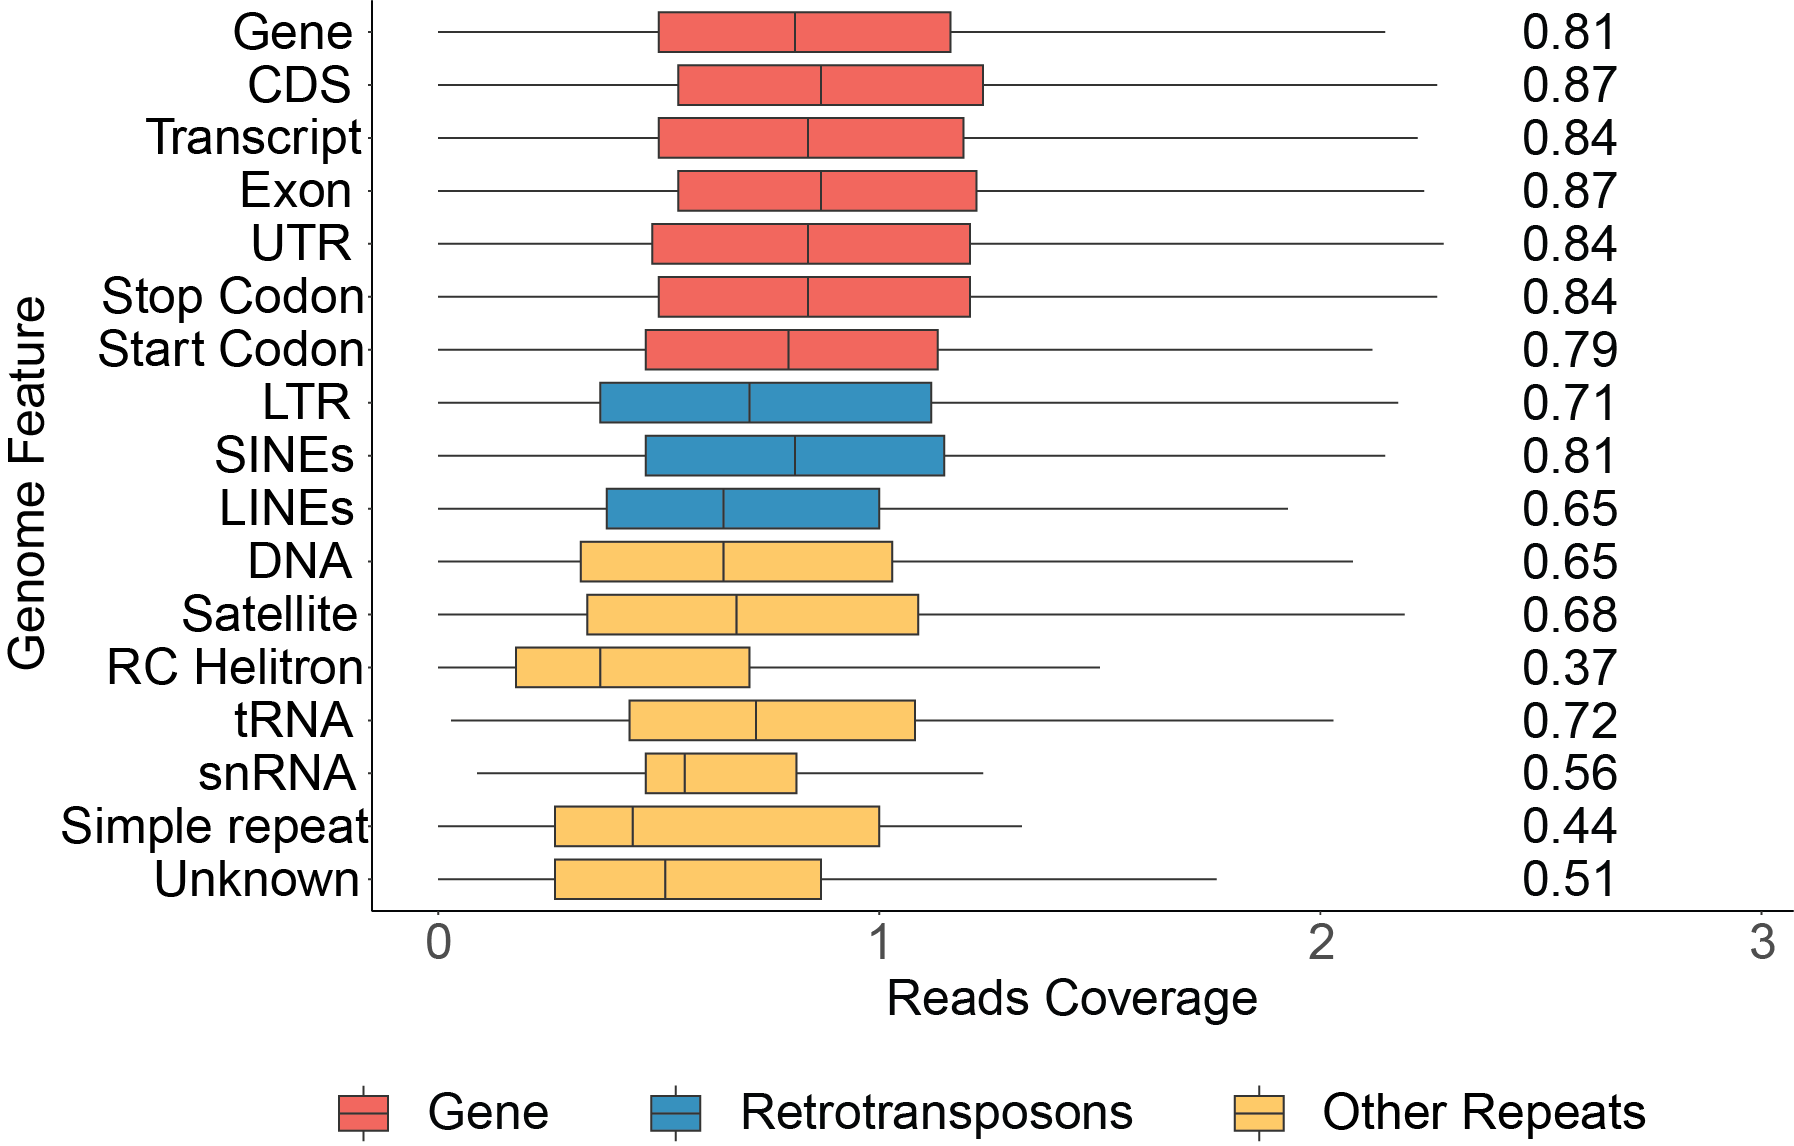 Gene 0.81
CDS 0.87
Transcript 0.84
Exon 0.87
UTR 0.84
Stop Codon 0.84
Start Codon 0.79
LTR 0.71
SINEs 0.81
LINEs 0.65
DNA 0.65
Satellite 0.68
RC Helitron 0.37
tRNA 0.72
snRNA 0.56
Simple repeat 0.44
Unknown 0.51
Genome Feature
0 1 2 3
Reads Coverage
Gene Retrotransposons Other Repeats